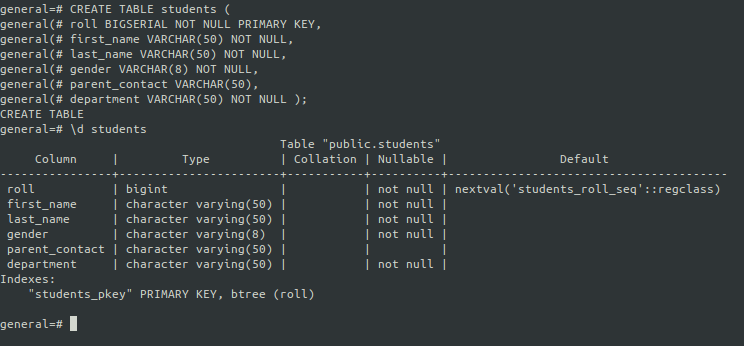 general=# CREATE TABLE students (
general(# roll BIGSERIAL NOT NULL PRIMARY KEY,
general(# first_name VARCHAR(50) NOT NULL,
general(# last_name VARCHAR(50) NOT NULL,
general(# gender VARCHAR(8) NOT NULL,
general(# parent_contact VARCHAR(50),
general(# department VARCHAR(50) NOT NULL );
CREATE TABLE
general=# \d students
                                      Table "public.students"
     Column     |         Type          | Collation | Nullable |                Default
----------------+-----------------------+-----------+----------+----------------------------------------
 roll           | bigint                |           | not null | nextval('students_roll_seq'::regclass)
 first_name     | character varying(50) |           | not null |
 last_name      | character varying(50) |           | not null |
 gender         | character varying(8)  |           | not null |
 parent_contact | character varying(50) |           |          |
 department     | character varying(50) |           | not null |
Indexes:
    "students_pkey" PRIMARY KEY, btree (roll)
general=#